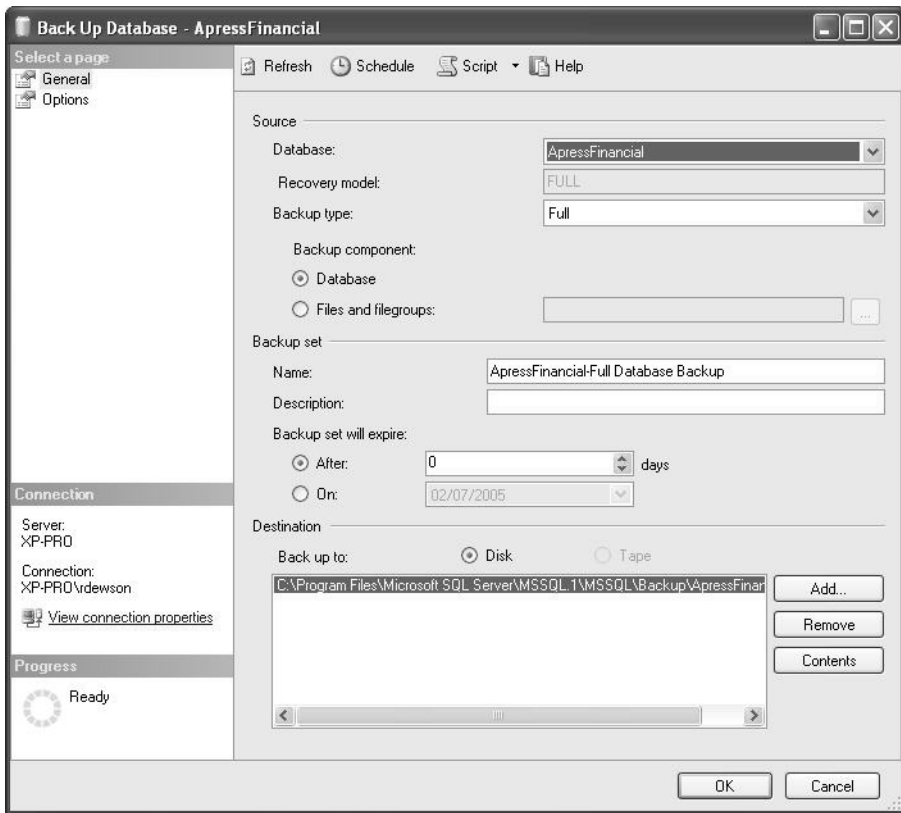 Back Up Database - ApressFinancial
Select a page
General
Options
Refresh Schedule Script Help
Source
Database: ApressFinancial
Recovery model: FULL
Backup type: Full
Backup component:
Database
Files and filegroups: ...
Backup set
Name: ApressFinancial-Full Database Backup
Description:
Backup set will expire:
After: 0 days
On: 02/07/2005
Destination
Back up to: Disk Tape
C:\Program Files\Microsoft SQL Server\MSSQL.1\MSSQL\Backup\ApressFinan
Add...
Remove
Contents
Connection
Server:
XP-PRO
Connection:
XP-PRO\rdewson
View connection properties
Progress
Ready
OK Cancel